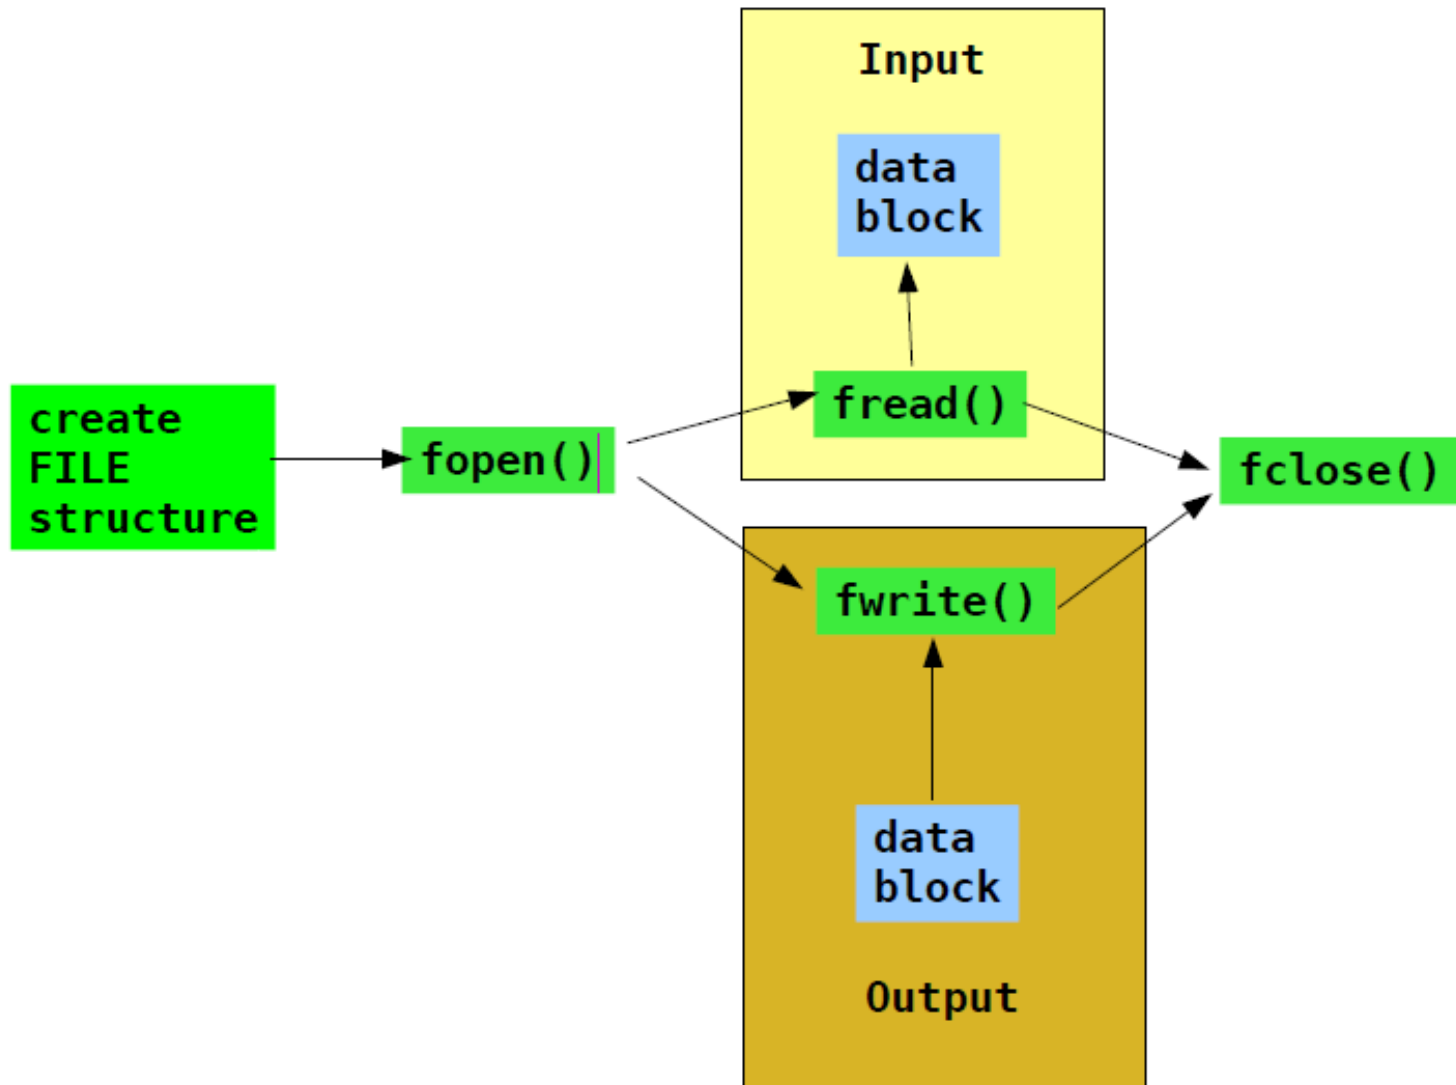 Input
data
block
create
FILE
structure
fopen()
fread()
fclose()
fwrite()
data
block
Output